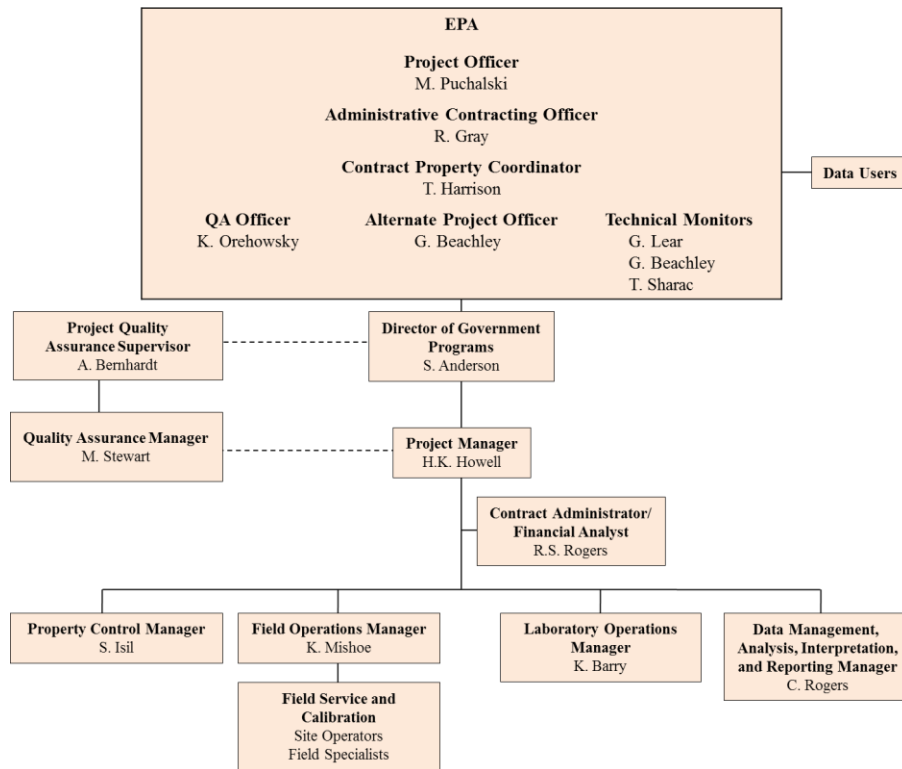 EPA
Project Officer
M. Puchalski
Administrative Contracting Officer
R. Gray
Contract Property Coordinator
T. Harrison
QA Officer
K. Orehowsky
Alternate Project Officer
G. Beachley
Technical Monitors
G. Lear
G. Beachley
T. Sharac
Data Users
Project Quality
Assurance Supervisor
A. Bernhardt
Director of Government
Programs
S. Anderson
Quality Assurance Manager
M. Stewart
Project Manager
H.K. Howell
Contract Administrator/
Financial Analyst
R.S. Rogers
Property Control Manager
S. Isil
Field Operations Manager
K. Mishoe
Laboratory Operations
Manager
K. Barry
Data Management,
Analysis, Interpretation,
and Reporting Manager
C. Rogers
Field Service and
Calibration
Site Operators
Field Specialists